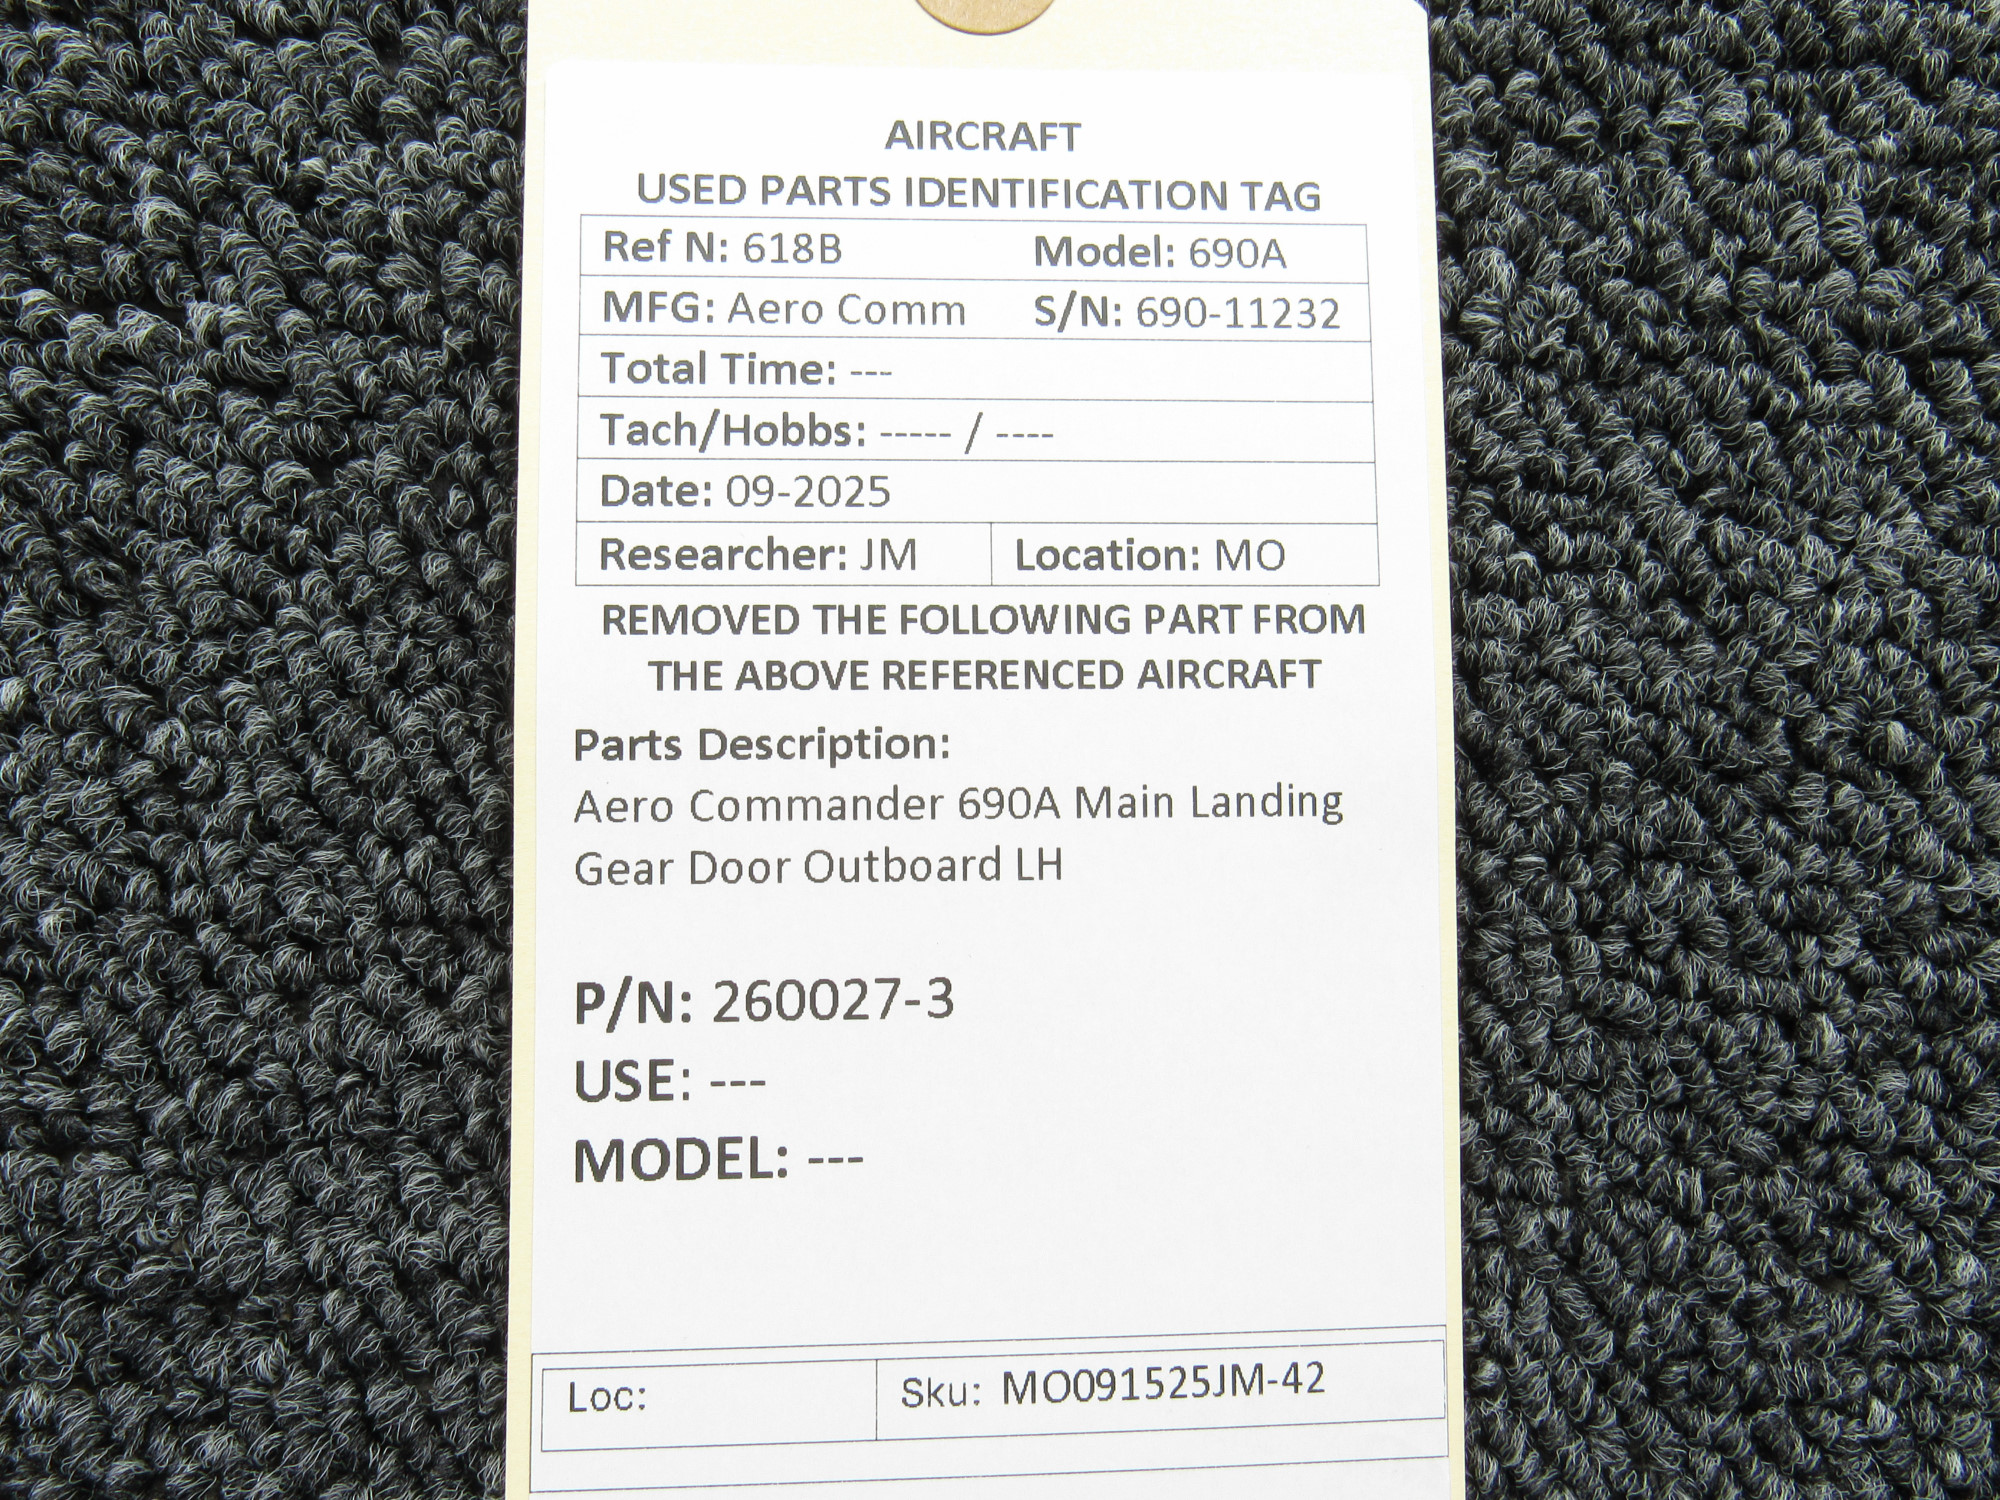 AIRCRAFT
USED PARTS IDENTIFICATION TAG
Ref N: 618B Model: 690A
MFG: Aero Comm S/N: 690-11232
Total Time: ---
Tach/Hobbs: ----- / ----
Date: 09-2025
Researcher: JM Location: MO
REMOVED THE FOLLOWING PART FROM
THE ABOVE REFERENCED AIRCRAFT
Parts Description:
Aero Commander 690A Main Landing
Gear Door Outboard LH
P/N: 260027-3
USE: ---
MODEL: ---
Loc: Sku: MO091525JM-42